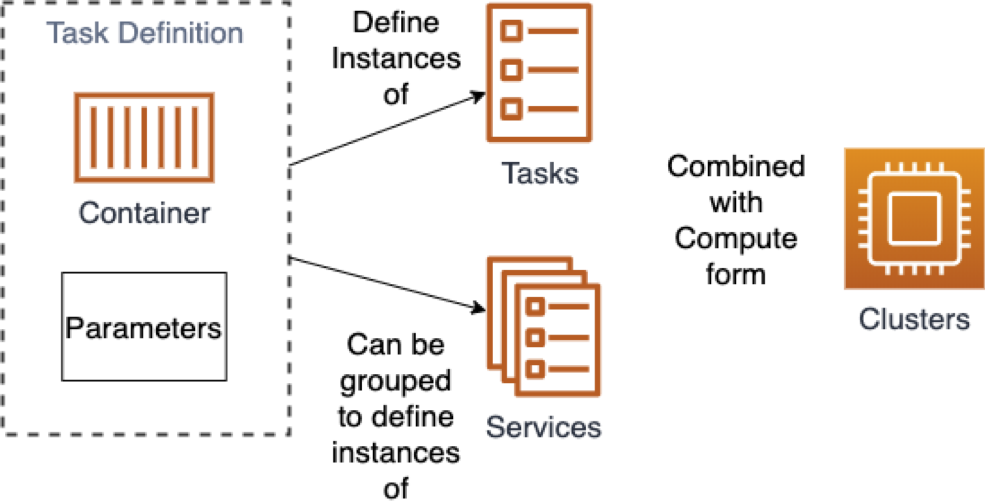 Task Definition
Container
Parameters
Define
Instances
of
Tasks
Can be
grouped
to define
instances
of
Services
Combined
with
Compute
form
Clusters